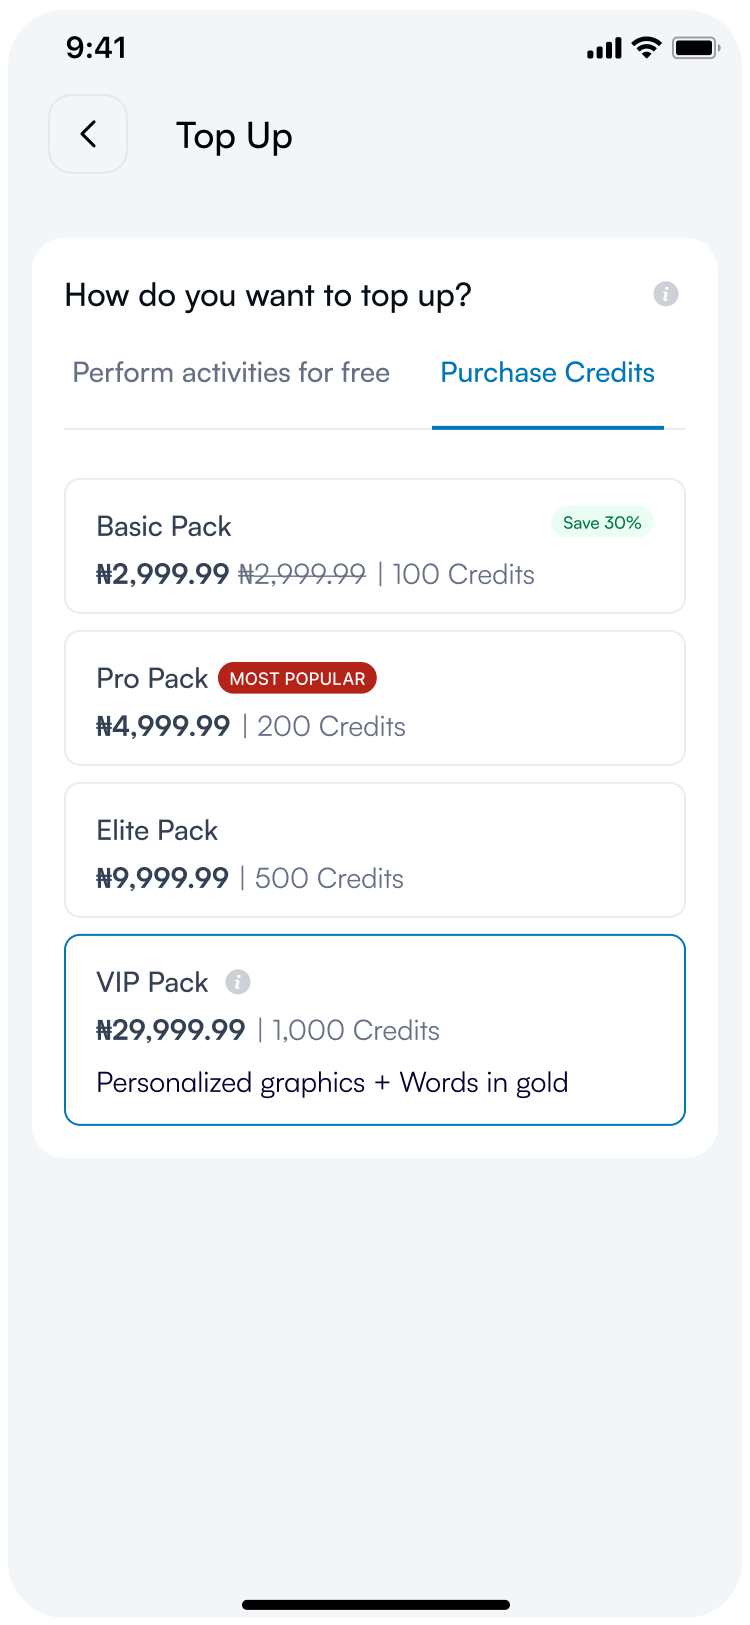 9:41
Top Up
How do you want to top up?
Perform activities for free Purchase Credits
Basic Pack Save 30%
₦2,999.99 ₦2,999.99 | 100 Credits
Pro Pack MOST POPULAR
₦4,999.99 | 200 Credits
Elite Pack
₦9,999.99 | 500 Credits
VIP Pack i
₦29,999.99 | 1,000 Credits
Personalized graphics + Words in gold